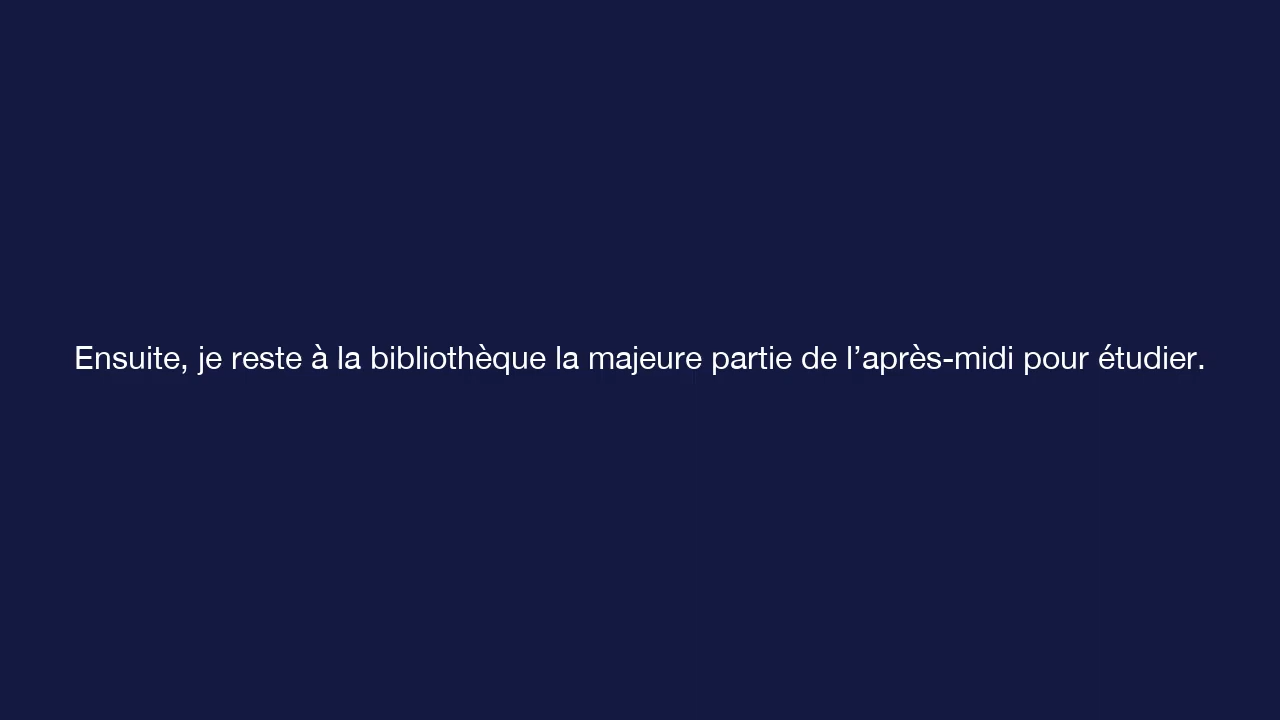 Ensuite, je reste à la bibliothèque la majeure partie de l’après-midi pour étudier.